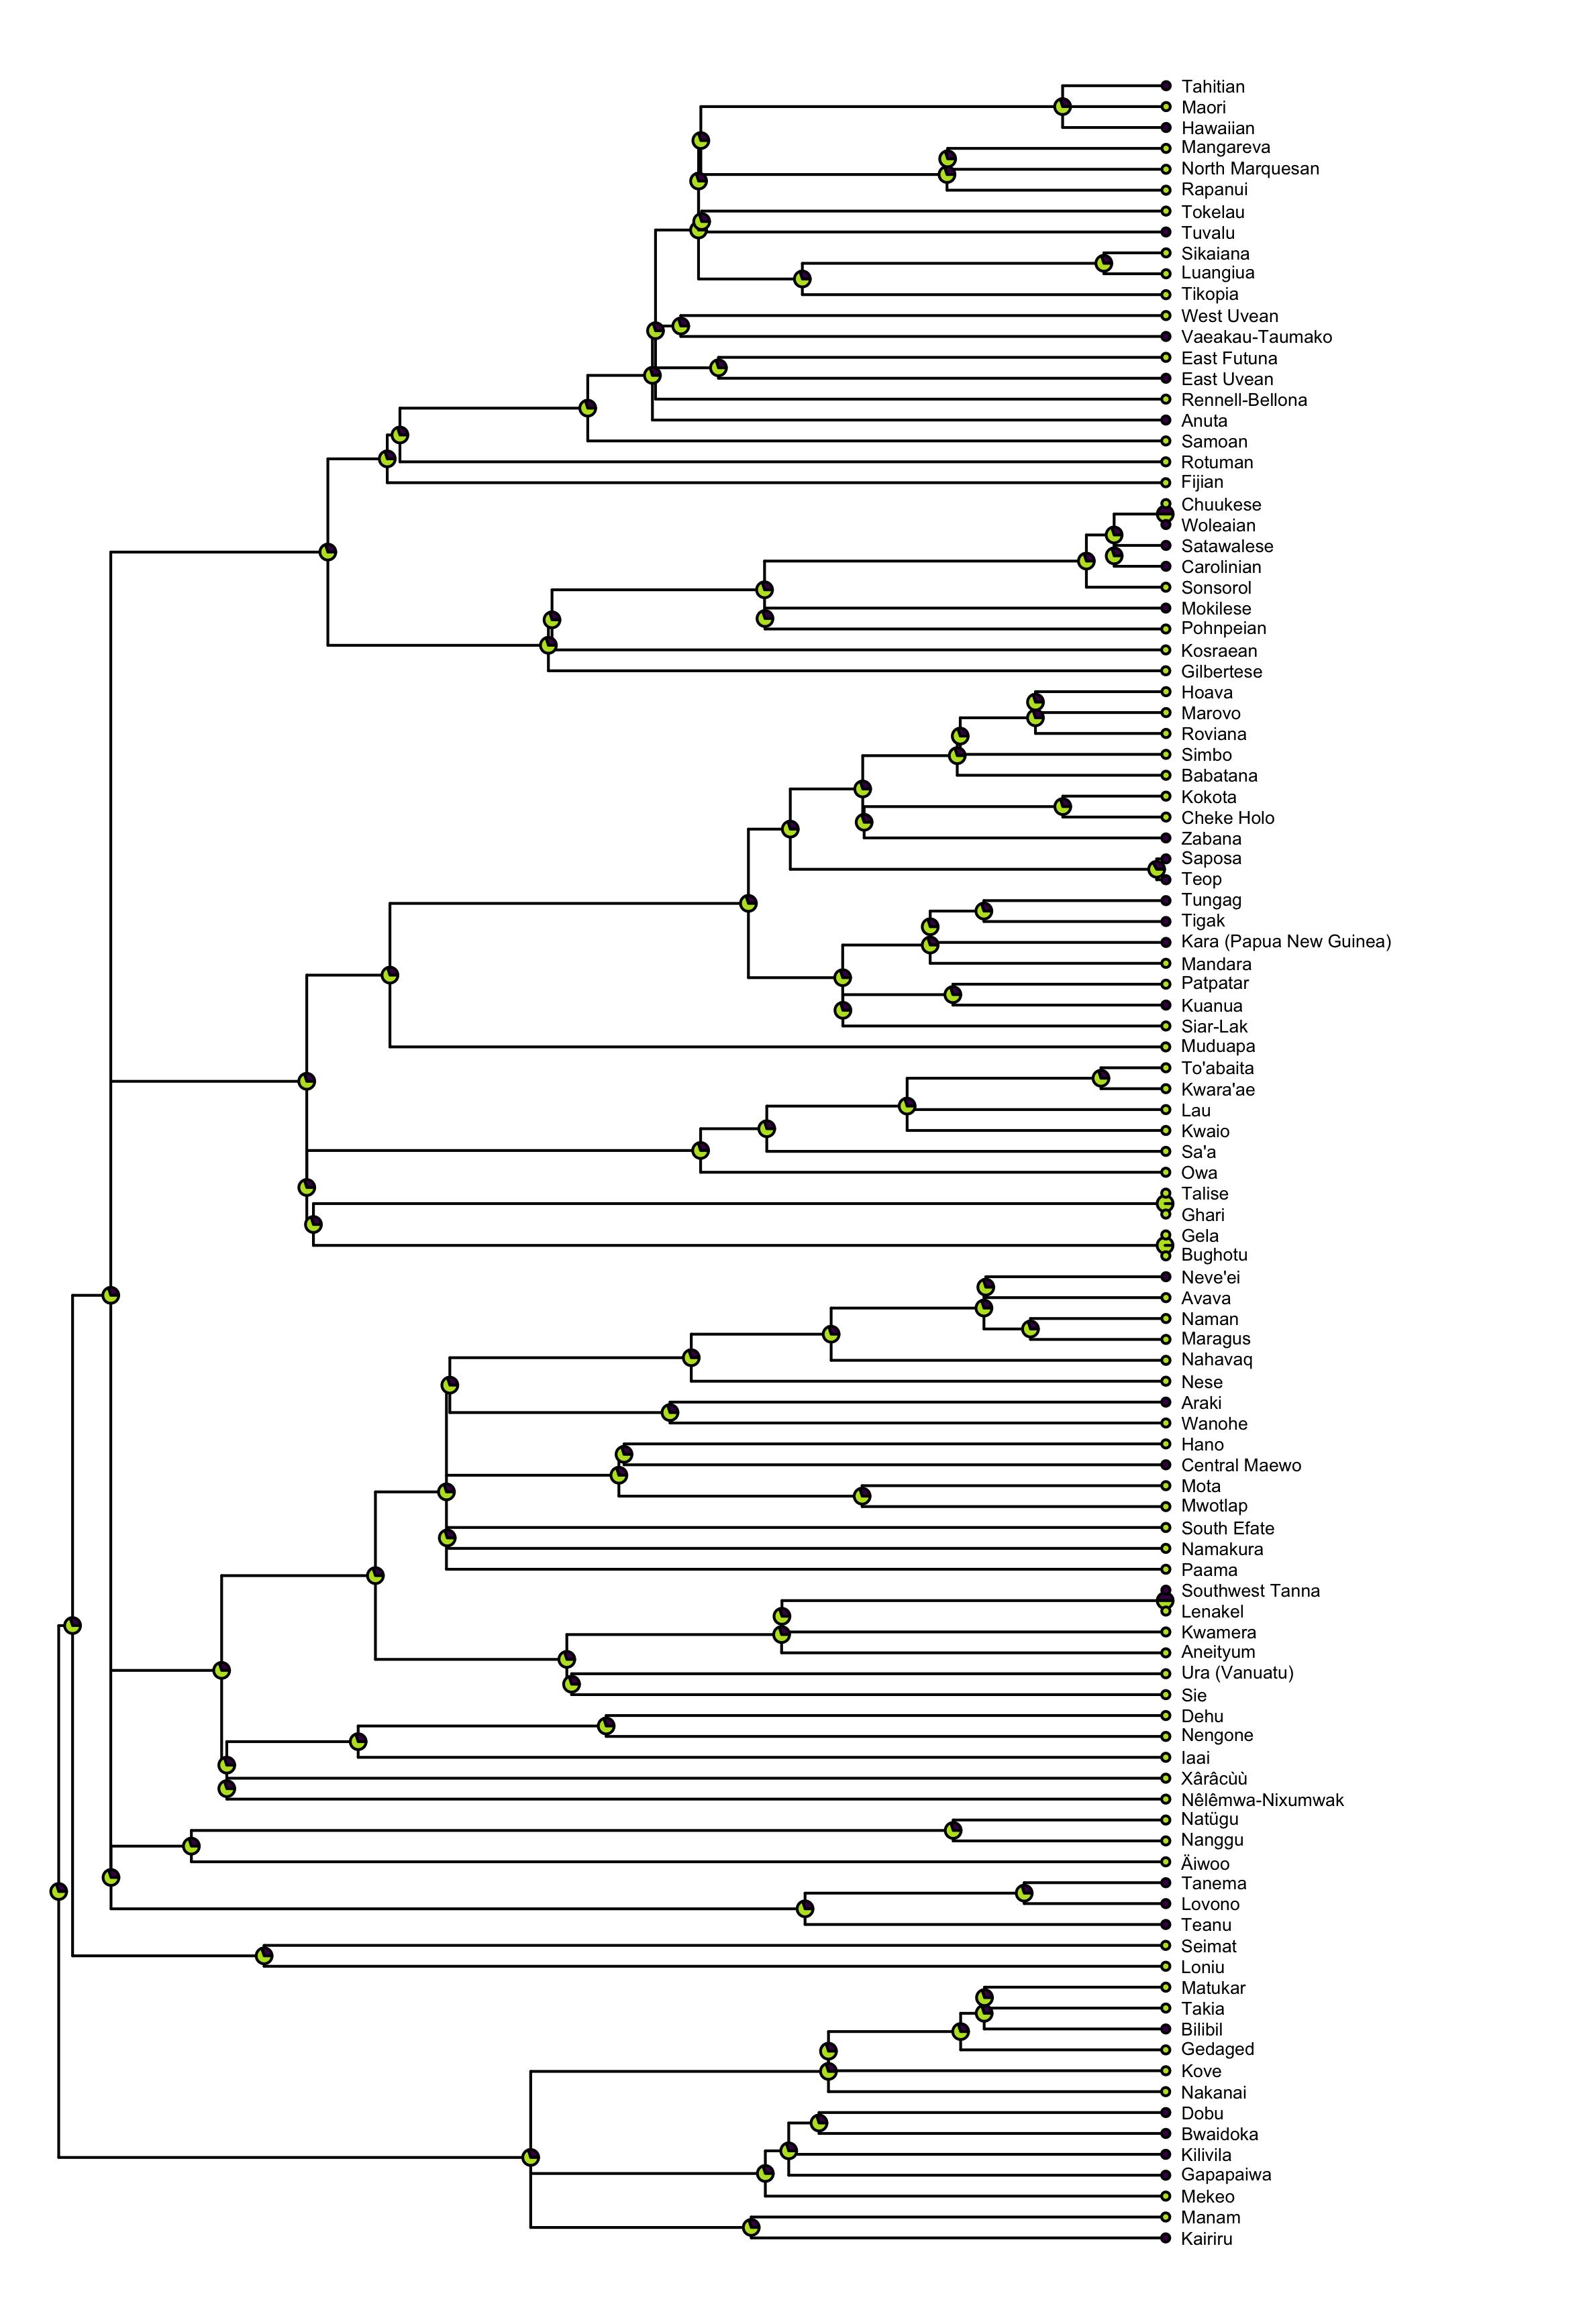 Tahitian
Maori
Hawaiian
Mangareva
North Marquesan
Rapanui
Tokelau
Tuvalu
Sikaiana
Luangiua
Tikopia
West Uvean
Vaeakau-Taumako
East Futuna
East Uvean
Rennell-Bellona
Anuta
Samoan
Rotuman
Fijian
Chuukese
Woleaian
Satawalese
Carolinian
Sonsorol
Mokilese
Pohnpeian
Kosraean
Gilbertese
Hoava
Marovo
Roviana
Simbo
Babatana
Kokota
Cheke Holo
Zabana
Saposa
Teop
Tungag
Tigak
Kara (Papua New Guinea)
Mandara
Patpatar
Kuanua
Siar-Lak
Muduapa
To'abaita
Kwara'ae
Lau
Kwaio
Sa'a
Owa
Talise
Ghari
Gela
Bughotu
Neve'ei
Avava
Naman
Maragus
Nahavaq
Nese
Araki
Wanohe
Hano
Central Maewo
Mota
Mwotlap
South Efate
Namakura
Paama
Southwest Tanna
Lenakel
Kwamera
Aneityum
Ura (Vanuatu)
Sie
Dehu
Nengone
Iaai
Xârâcùù
Nêlêmwa-Nixumwak
Natügu
Nanggu
Äiwoo
Tanema
Lovono
Teanu
Seimat
Loniu
Matukar
Takia
Bilibil
Gedaged
Kove
Nakanai
Dobu
Bwaidoka
Kilivila
Gapapaiwa
Mekeo
Manam
Kairiru